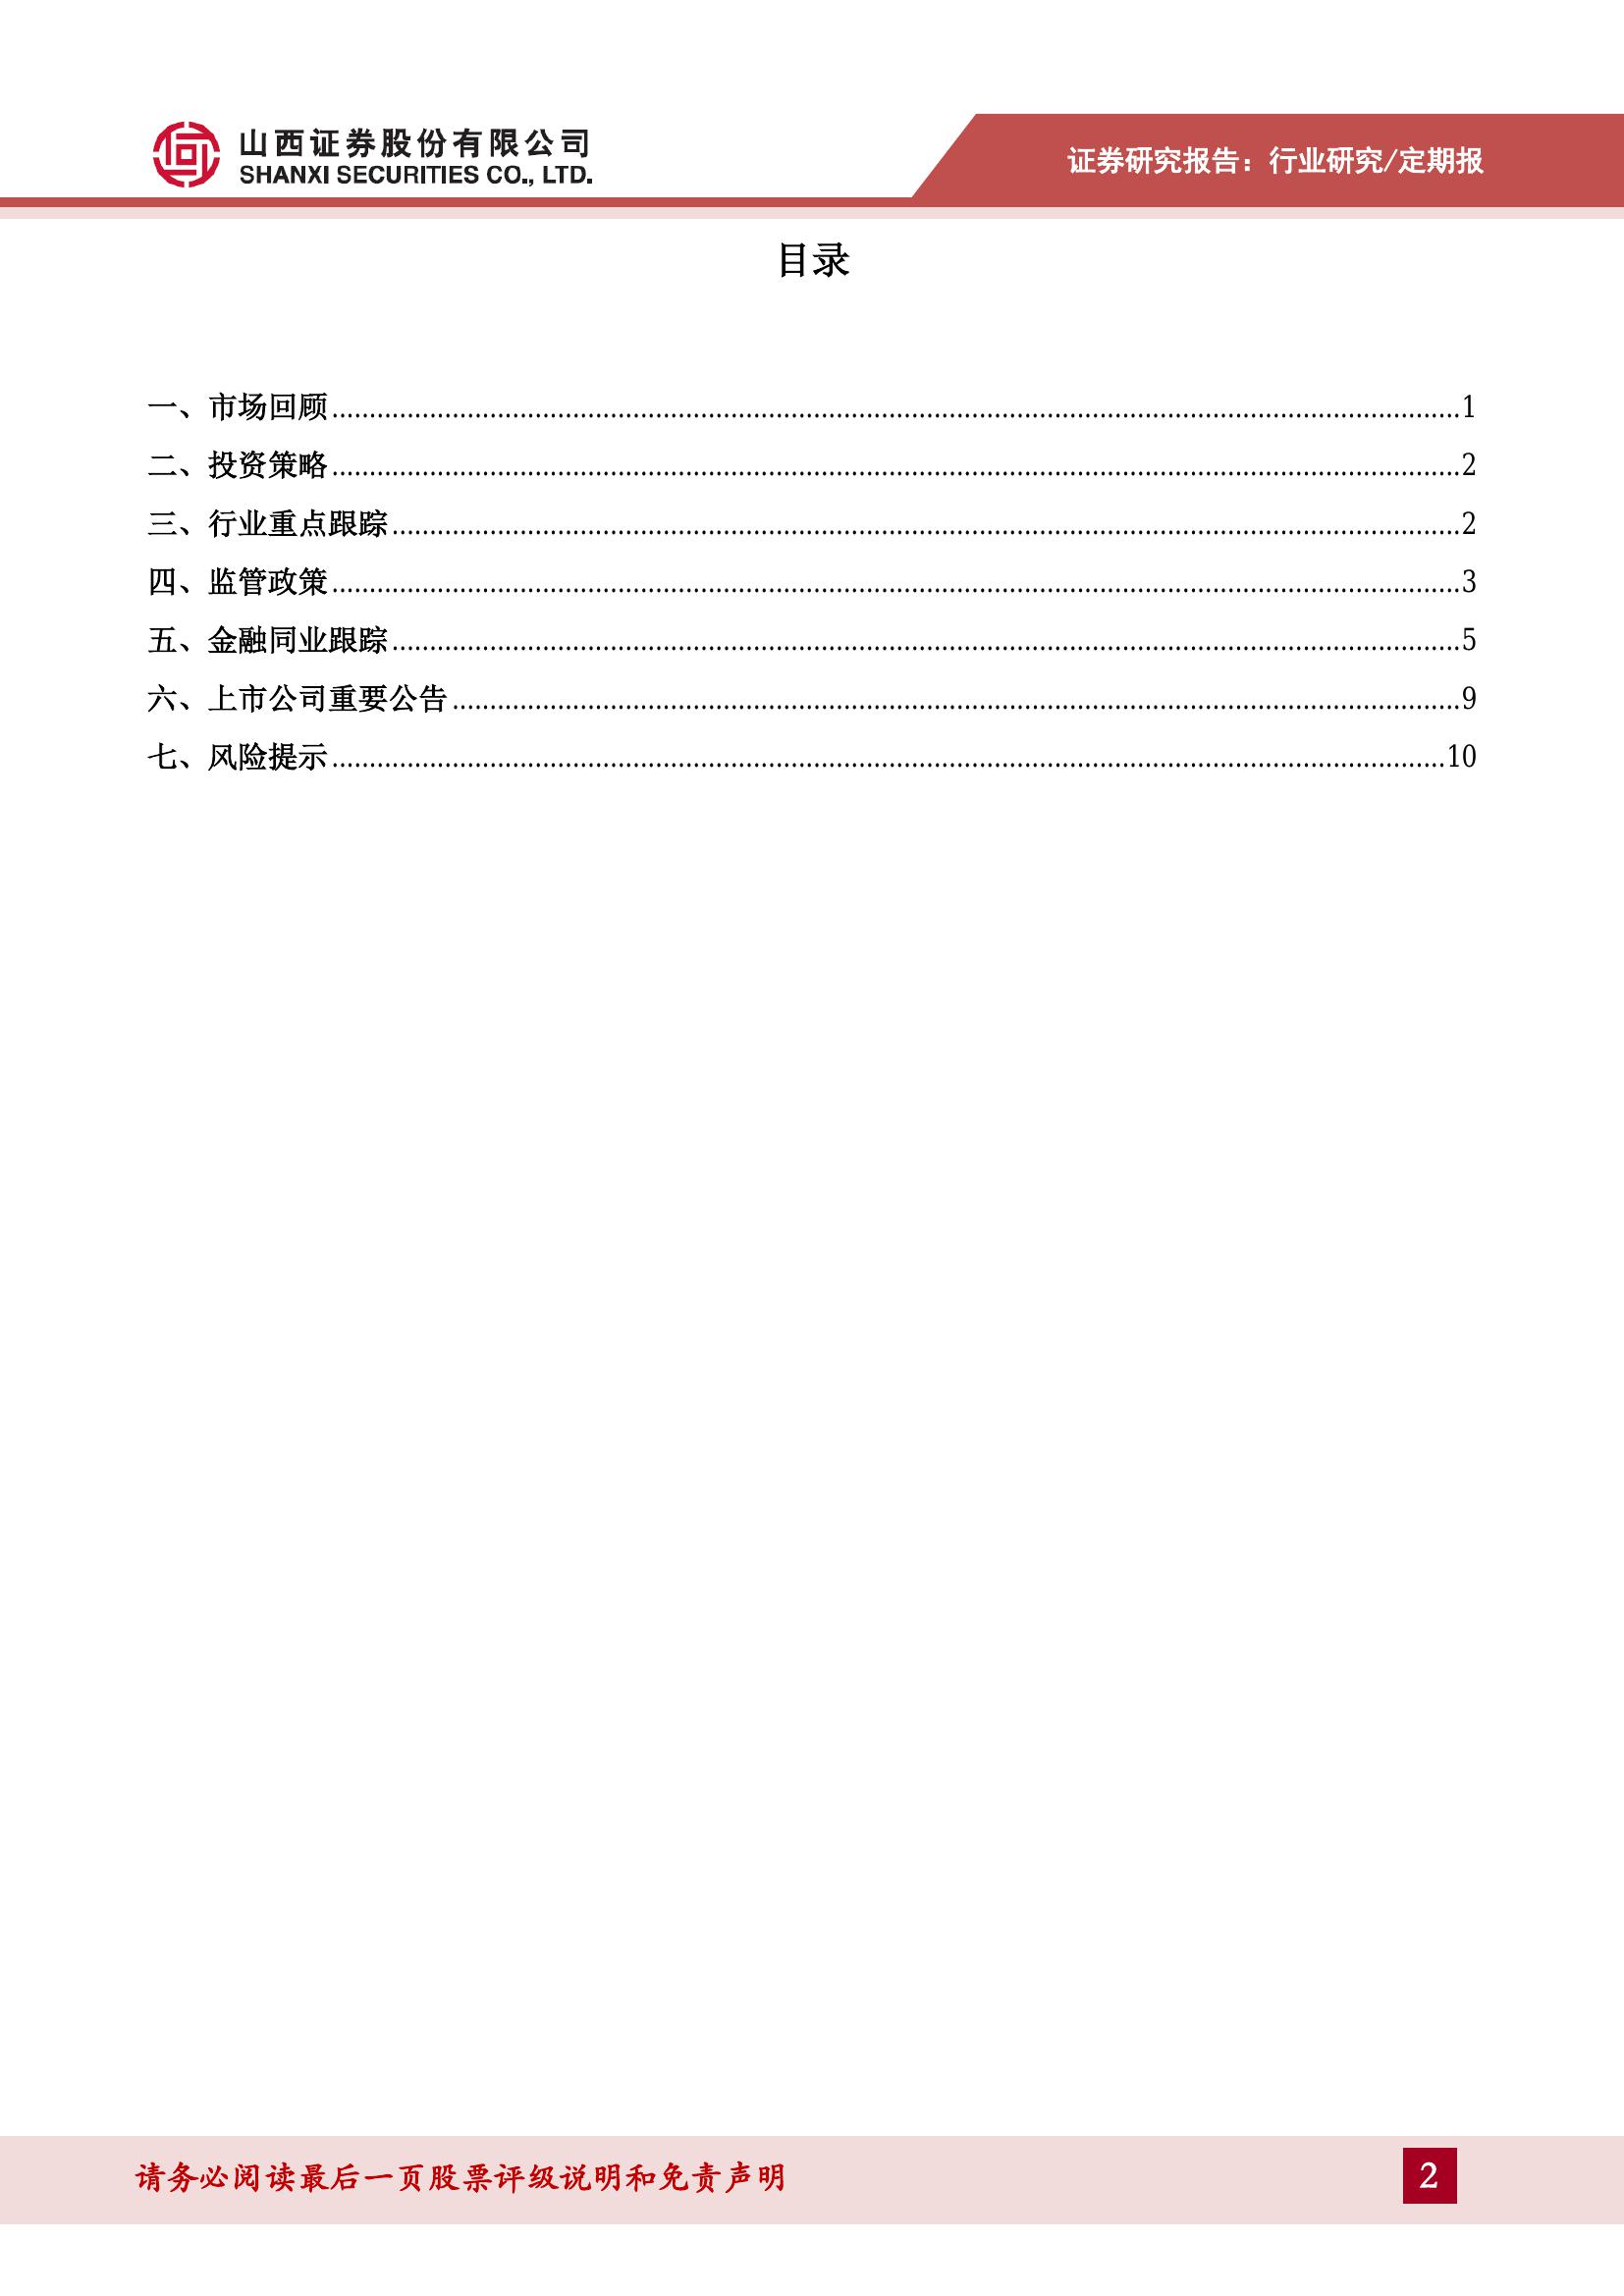 山西证券股份有限公司
SHANXI SECURITIES CO., LTD.
证券研究报告：行业研究/定期报
目录
一、市场回顾................................................................1
二、投资策略................................................................2
三、行业重点跟踪................................................................2
四、监管政策................................................................3
五、金融同业跟踪................................................................5
六、上市公司重要公告................................................................9
七、风险提示................................................................10
请务必阅读最后一页股票评级说明和免责声明
2